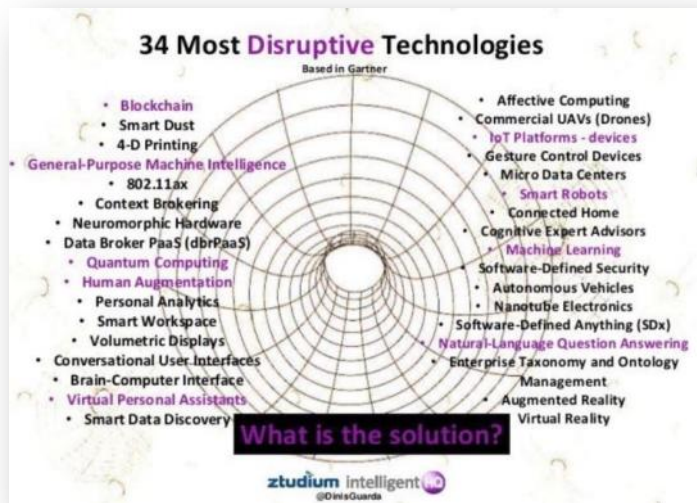 34 Most Disruptive Technologies
Based in Gartner
• Blockchain
• Smart Dust
• 4-D Printing
• General-Purpose Machine Intelligence
• 802.11ax
• Context Brokering
• Neuromorphic Hardware
• Data Broker PaaS (dbrPaaS)
• Quantum Computing
• Human Augmentation
• Personal Analytics
• Smart Workspace
• Volumetric Displays
• Conversational User Interfaces
• Brain-Computer Interface
• Virtual Personal Assistants
• Smart Data Discovery
• Affective Computing
• Commercial UAVs (Drones)
• IoT Platforms - devices
• Gesture Control Devices
• Micro Data Centers
• Smart Robots
• Connected Home
• Cognitive Expert Advisors
• Machine Learning
• Software-Defined Security
• Autonomous Vehicles
• Nanotube Electronics
• Software-Defined Anything (SDx)
• Natural-Language Question Answering
• Enterprise Taxonomy and Ontology
Management
• Augmented Reality
Virtual Reality
What is the solution?
ztudium intelligent HQ
@DinisGuarda